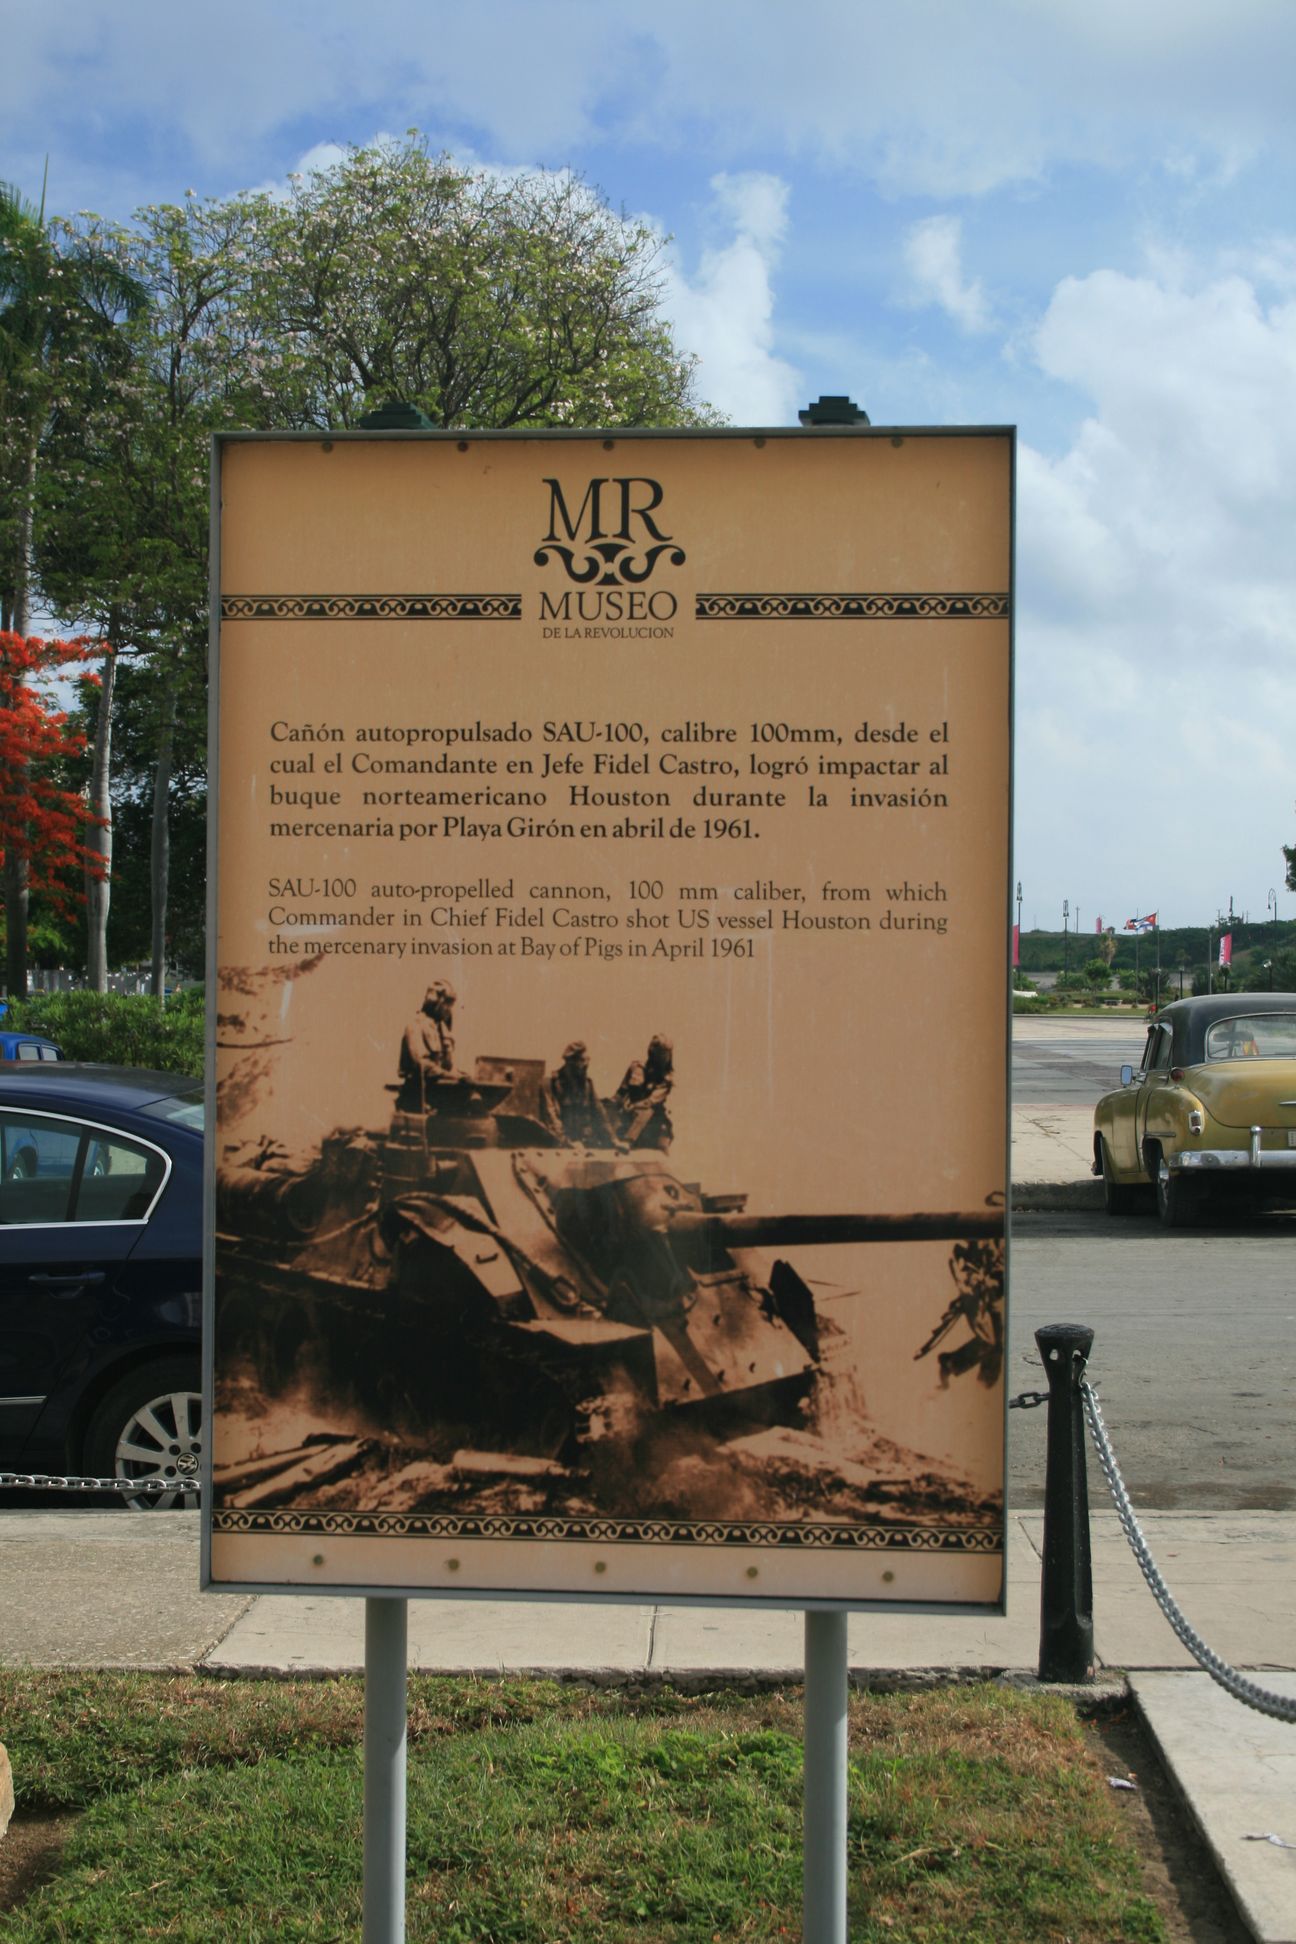 MR
MUSEO
DE LA REVOLUCION
Cañón autopropulsado SAU-100, calibre 100mm, desde el
cual el Comandante en Jefe Fidel Castro, logró impactar al
buque norteamericano Houston durante la invasión
mercenaria por Playa Girón en abril de 1961.
SAU-100 auto-propelled cannon, 100 mm caliber, from which
Commander in Chief Fidel Castro shot US vessel Houston during
the mercenary invasion at Bay of Pigs in April 1961